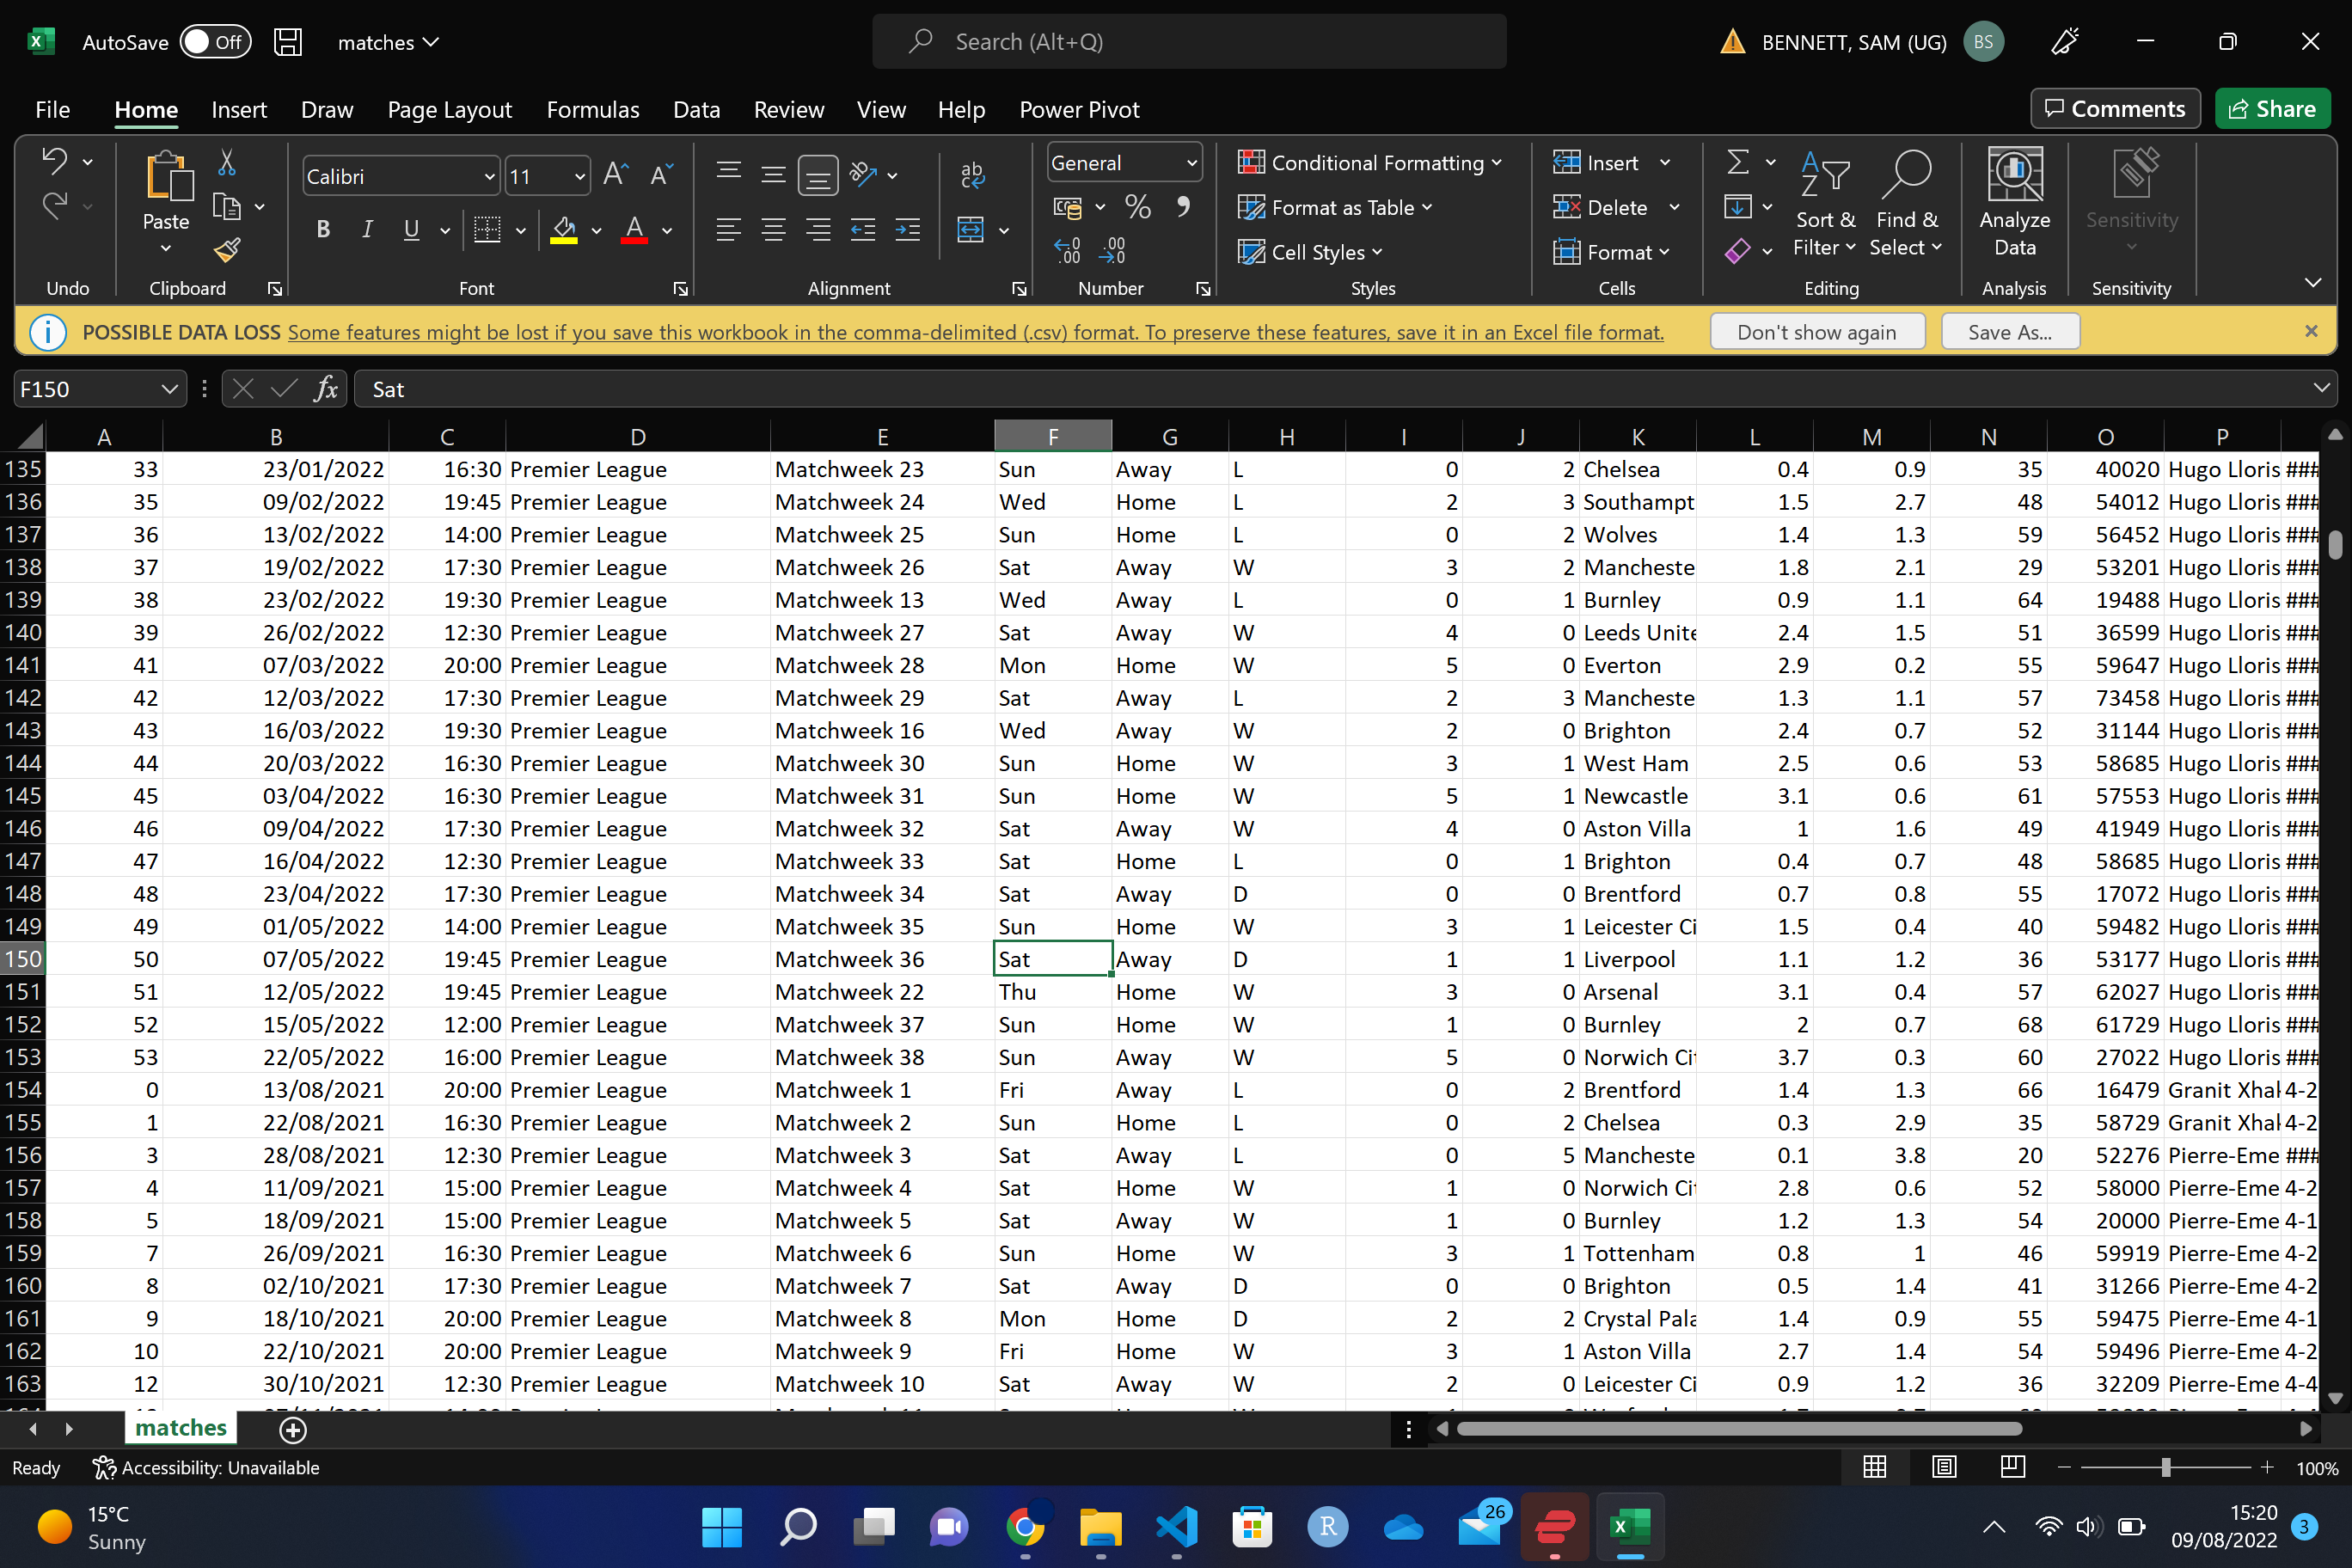 AutoSave Off matches Search (Alt+Q) BENNETT, SAM (UG) BS
File Home Insert Draw Page Layout Formulas Data Review View Help Power Pivot Comments Share
Calibri 11 General Conditional Formatting Insert
Paste Format as Table Delete Sort & Filter Find & Select Analyze Data Sensitivity
Cell Styles Format
Undo Clipboard Font Alignment Number Styles Cells Editing Analysis Sensitivity
POSSIBLE DATA LOSS Some features might be lost if you save this workbook in the comma-delimited (.csv) format. To preserve these features, save it in an Excel file format. Don't show again Save As...
F150 fx Sat
A B C D E F G H I J K L M N O P
135 33 23/01/2022 16:30 Premier League Matchweek 23 Sun Away L 0 2 Chelsea 0.4 0.9 35 40020 Hugo Lloris ###
136 35 09/02/2022 19:45 Premier League Matchweek 24 Wed Home L 2 3 Southampt 1.5 2.7 48 54012 Hugo Lloris ###
137 36 13/02/2022 14:00 Premier League Matchweek 25 Sun Home L 0 2 Wolves 1.4 1.3 59 56452 Hugo Lloris ###
138 37 19/02/2022 17:30 Premier League Matchweek 26 Sat Away W 3 2 Mancheste 1.8 2.1 29 53201 Hugo Lloris ###
139 38 23/02/2022 19:30 Premier League Matchweek 13 Wed Away L 0 1 Burnley 0.9 1.1 64 19488 Hugo Lloris ###
140 39 26/02/2022 12:30 Premier League Matchweek 27 Sat Away W 4 0 Leeds Unite 2.4 1.5 51 36599 Hugo Lloris ###
141 41 07/03/2022 20:00 Premier League Matchweek 28 Mon Home W 5 0 Everton 2.9 0.2 55 59647 Hugo Lloris ###
142 42 12/03/2022 17:30 Premier League Matchweek 29 Sat Away L 2 3 Mancheste 1.3 1.1 57 73458 Hugo Lloris ###
143 43 16/03/2022 19:30 Premier League Matchweek 16 Wed Away W 2 0 Brighton 2.4 0.7 52 31144 Hugo Lloris ###
144 44 20/03/2022 16:30 Premier League Matchweek 30 Sun Home W 3 1 West Ham 2.5 0.6 53 58685 Hugo Lloris ###
145 45 03/04/2022 16:30 Premier League Matchweek 31 Sun Home W 5 1 Newcastle 3.1 0.6 61 57553 Hugo Lloris ###
146 46 09/04/2022 17:30 Premier League Matchweek 32 Sat Away W 4 0 Aston Villa 1 1.6 49 41949 Hugo Lloris ###
147 47 16/04/2022 12:30 Premier League Matchweek 33 Sat Home L 0 1 Brighton 0.4 0.7 48 58685 Hugo Lloris ###
148 48 23/04/2022 17:30 Premier League Matchweek 34 Sat Away D 0 0 Brentford 0.7 0.8 55 17072 Hugo Lloris ###
149 49 01/05/2022 14:00 Premier League Matchweek 35 Sun Home W 3 1 Leicester Ci 1.5 0.4 40 59482 Hugo Lloris ###
150 50 07/05/2022 19:45 Premier League Matchweek 36 Sat Away D 1 1 Liverpool 1.1 1.2 36 53177 Hugo Lloris ###
151 51 12/05/2022 19:45 Premier League Matchweek 22 Thu Home W 3 0 Arsenal 3.1 0.4 57 62027 Hugo Lloris ###
152 52 15/05/2022 12:00 Premier League Matchweek 37 Sun Home W 1 0 Burnley 2 0.7 68 61729 Hugo Lloris ###
153 53 22/05/2022 16:00 Premier League Matchweek 38 Sun Away W 5 0 Norwich Cit 3.7 0.3 60 27022 Hugo Lloris ###
154 0 13/08/2021 20:00 Premier League Matchweek 1 Fri Away L 0 2 Brentford 1.4 1.3 66 16479 Granit Xhak 4-2
155 1 22/08/2021 16:30 Premier League Matchweek 2 Sun Home L 0 2 Chelsea 0.3 2.9 35 58729 Granit Xhak 4-2
156 3 28/08/2021 12:30 Premier League Matchweek 3 Sat Away L 0 5 Mancheste 0.1 3.8 20 52276 Pierre-Eme ###
157 4 11/09/2021 15:00 Premier League Matchweek 4 Sat Home W 1 0 Norwich Cit 2.8 0.6 52 58000 Pierre-Eme 4-2
158 5 18/09/2021 15:00 Premier League Matchweek 5 Sat Away W 1 0 Burnley 1.2 1.3 54 20000 Pierre-Eme 4-1
159 7 26/09/2021 16:30 Premier League Matchweek 6 Sun Home W 3 1 Tottenham 0.8 1 46 59919 Pierre-Eme 4-2
160 8 02/10/2021 17:30 Premier League Matchweek 7 Sat Away D 0 0 Brighton 0.5 1.4 41 31266 Pierre-Eme 4-2
161 9 18/10/2021 20:00 Premier League Matchweek 8 Mon Home D 2 2 Crystal Pala 1.4 0.9 55 59475 Pierre-Eme 4-1
162 10 22/10/2021 20:00 Premier League Matchweek 9 Fri Home W 3 1 Aston Villa 2.7 1.4 54 59496 Pierre-Eme 4-2
163 12 30/10/2021 12:30 Premier League Matchweek 10 Sat Away W 2 0 Leicester Ci 0.9 1.2 36 32209 Pierre-Eme 4-4
matches
Ready Accessibility: Unavailable 100%
15°C 26 15:20
Sunny 09/08/2022 3